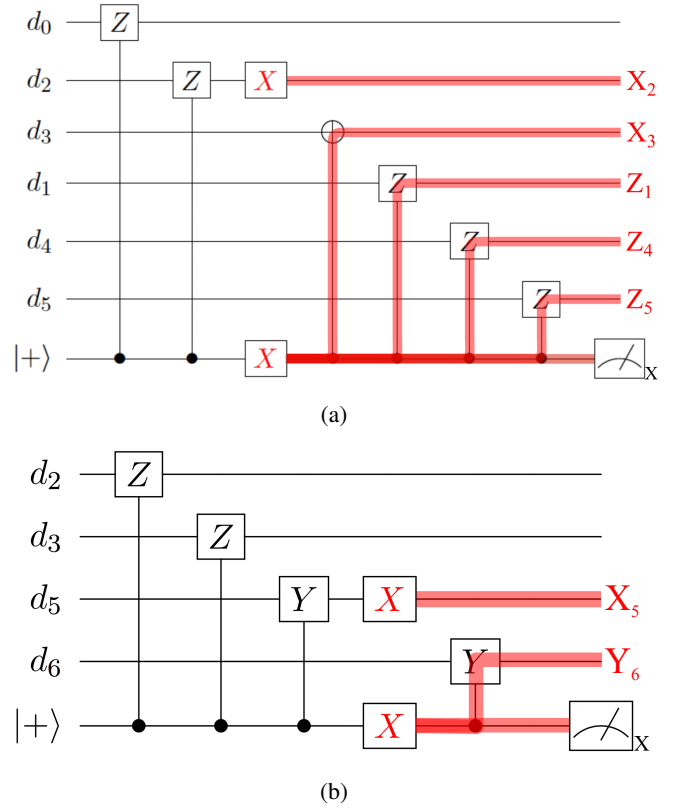 d₀ Z
d₂ Z X X₂
d₃ X₃
d₁ Z Z₁
d₄ Z Z₄
d₅ Z Z₅
|+⟩ X X
(a)
d₂ Z
d₃ Z
d₅ Y X X₅
d₆ Y Y₆
|+⟩ X X
(b)